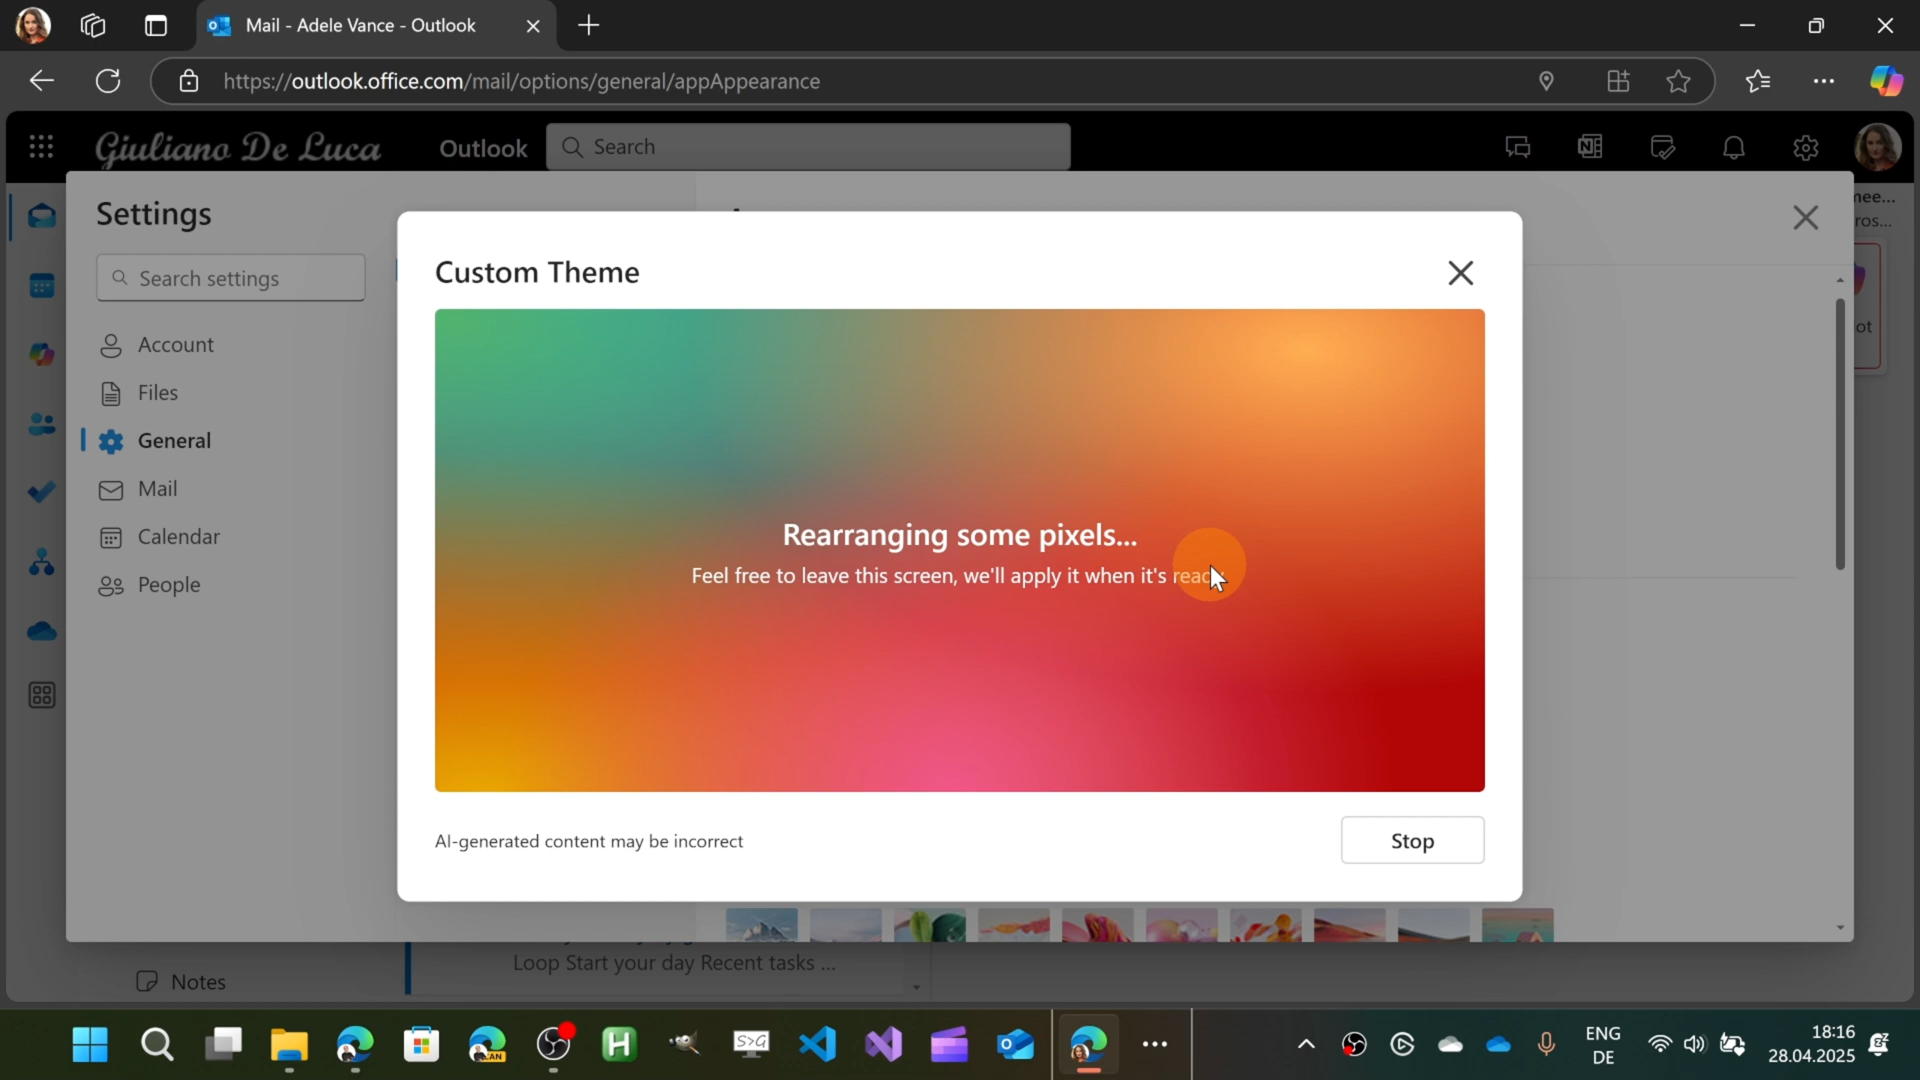 Mail - Adele Vance - Outlook
https://outlook.office.com/mail/options/general/appAppearance
Giuliano De Luca
Outlook
Search
Settings
Search settings
Account
Files
General
Mail
Calendar
People
Custom Theme
Rearranging some pixels...
Feel free to leave this screen, we'll apply it when it's
AI-generated content may be incorrect
Stop
Notes
Loop Start your day Recent tasks ...
S>G
CAN
ENG
DE
18:16
28.04.2025